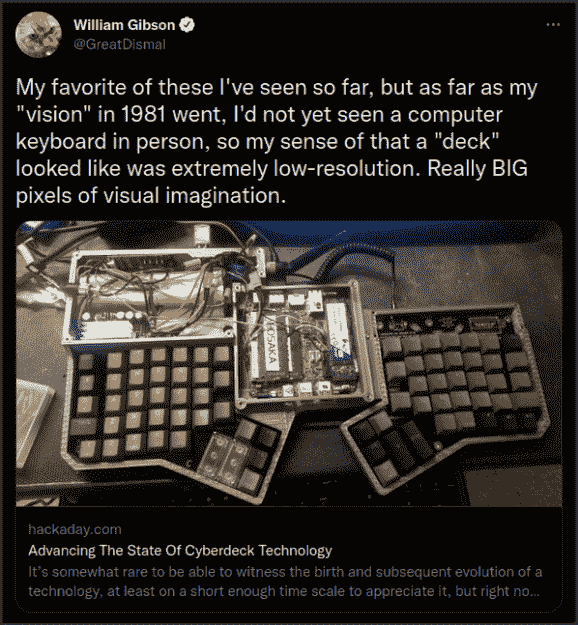 William Gibson
@GreatDismal
My favorite of these I've seen so far, but as far as my
"vision" in 1981 went, I'd not yet seen a computer
keyboard in person, so my sense of that a "deck"
looked like was extremely low-resolution. Really BIG
pixels of visual imagination.
OSAKA
hackaday.com
Advancing The State Of Cyberdeck Technology
It's somewhat rare to be able to witness the birth and subsequent evolution of a
technology, at least on a short enough time scale to appreciate it, but right no...